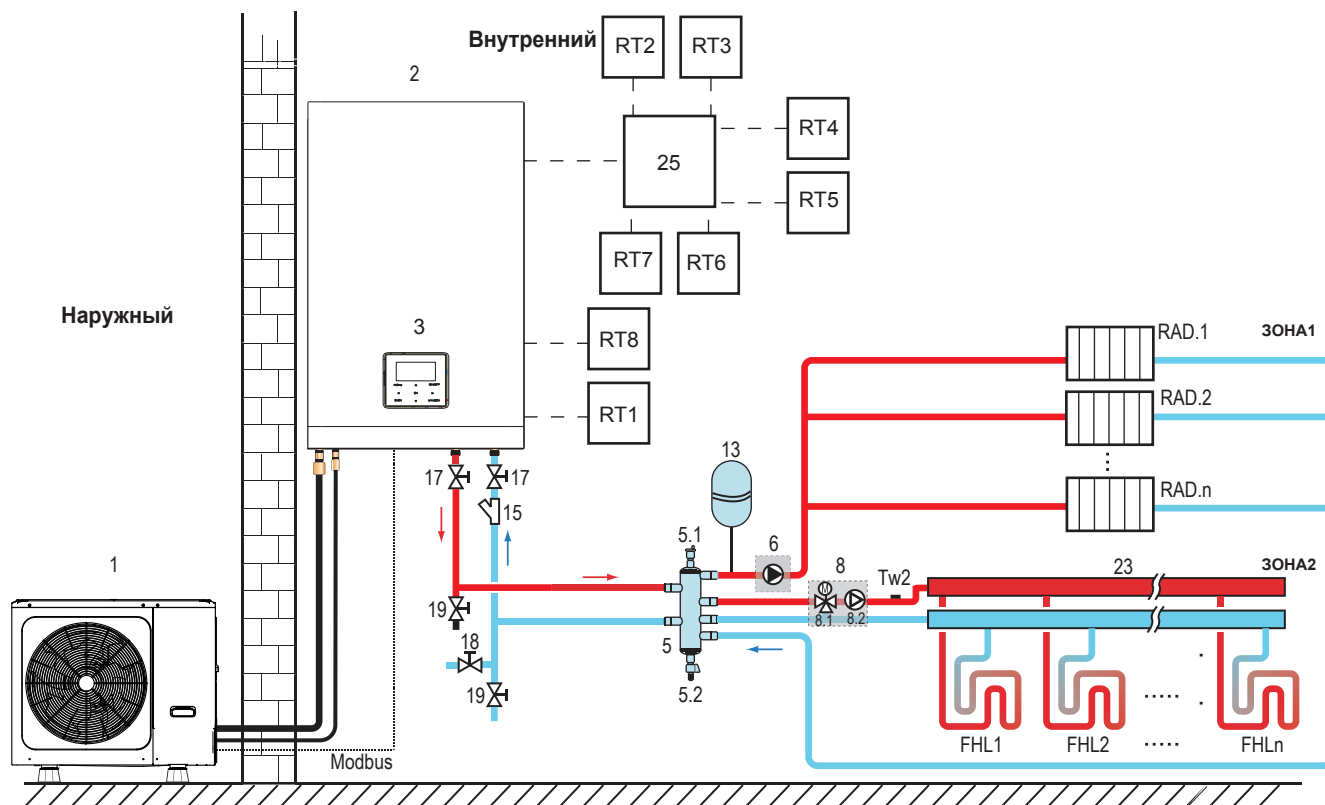 Внутренний
RT2
RT3
2
RT4
25
RT5
RT7
RT6
Наружный
3
RT8
RT1
RAD.1
ЗОНА1
RAD.2
RAD.n
13
17
17
15
5.1
6
8
Tw2
23
ЗОНА2
M
8.1
8.2
1
19
18
5
19
5.2
FHL1
FHL2
.....
FHLn
Modbus